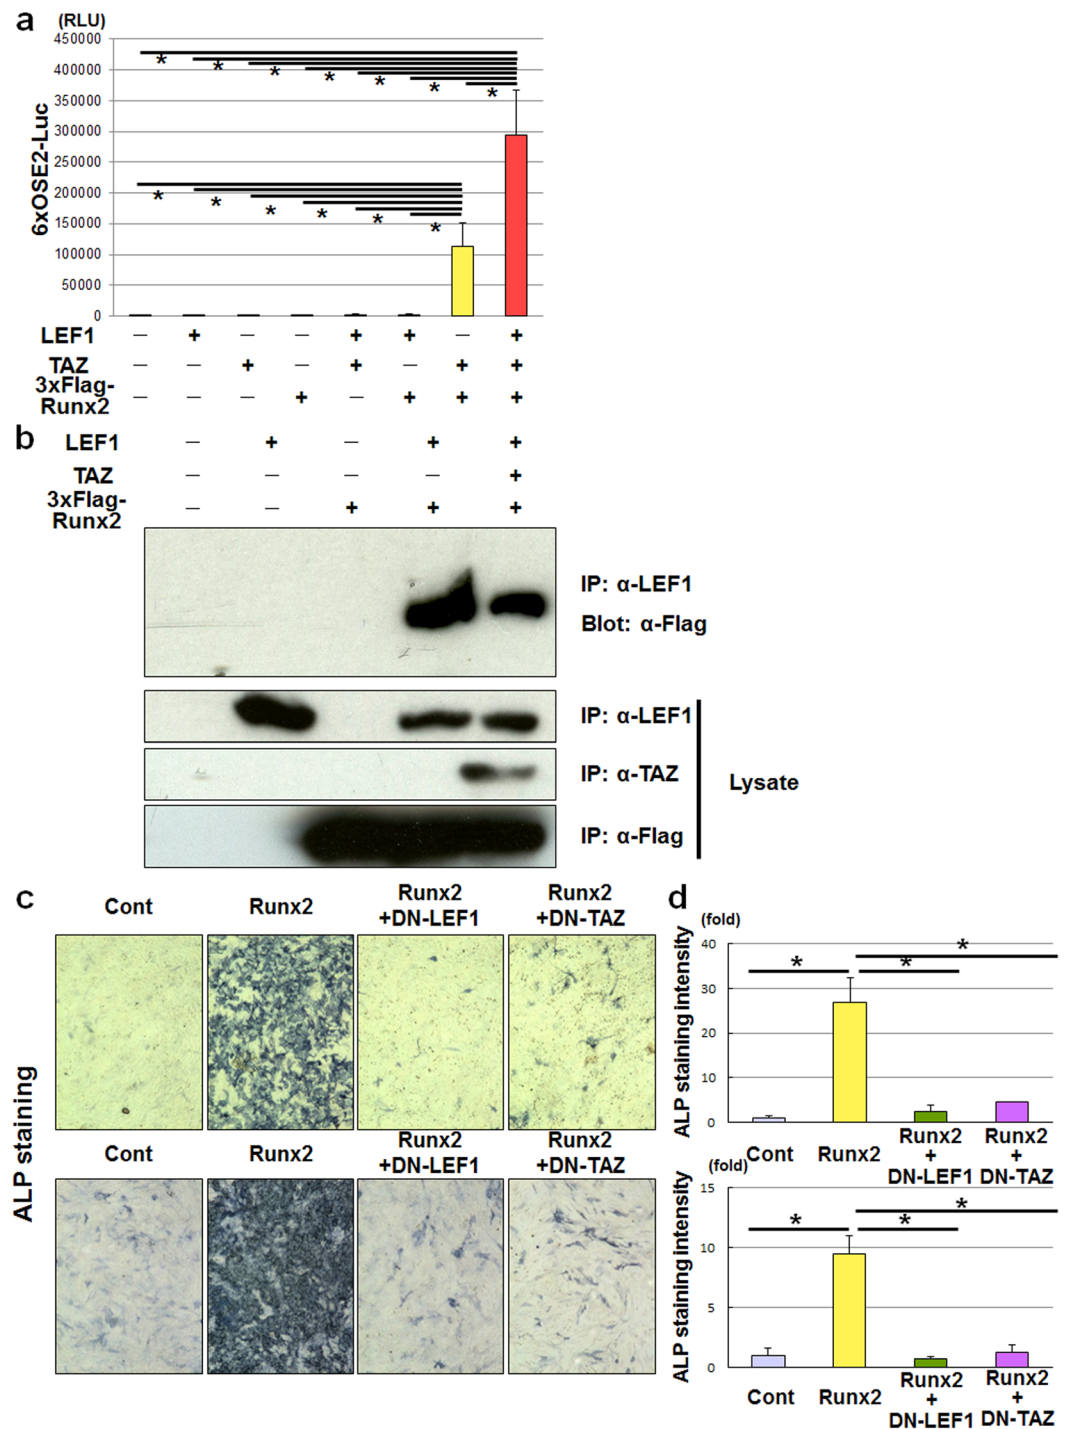 a
(RLU)
6xOSE2-Luc
450000
400000
350000
300000
250000
200000
150000
100000
50000
0
* * * * * * *
* * * * * *
LEF1 – + – – + + – +
TAZ – – + – + – + +
3xFlag-
Runx2 – – – + – + + +
b
LEF1 – + – + +
TAZ – – – – +
3xFlag-
Runx2 – – + + +
IP: α-LEF1
Blot: α-Flag
IP: α-LEF1
IP: α-TAZ
IP: α-Flag
Lysate
c
ALP staining
Cont
Runx2
Runx2
+DN-LEF1
Runx2
+DN-TAZ
Cont
Runx2
Runx2
+DN-LEF1
Runx2
+DN-TAZ
d
(fold)
ALP staining intensity
40
30
20
10
0
* * *
Cont
Runx2
Runx2
+
DN-LEF1
Runx2
+
DN-TAZ
(fold)
ALP staining intensity
15
10
5
0
* * *
Cont
Runx2
Runx2
+
DN-LEF1
Runx2
+
DN-TAZ